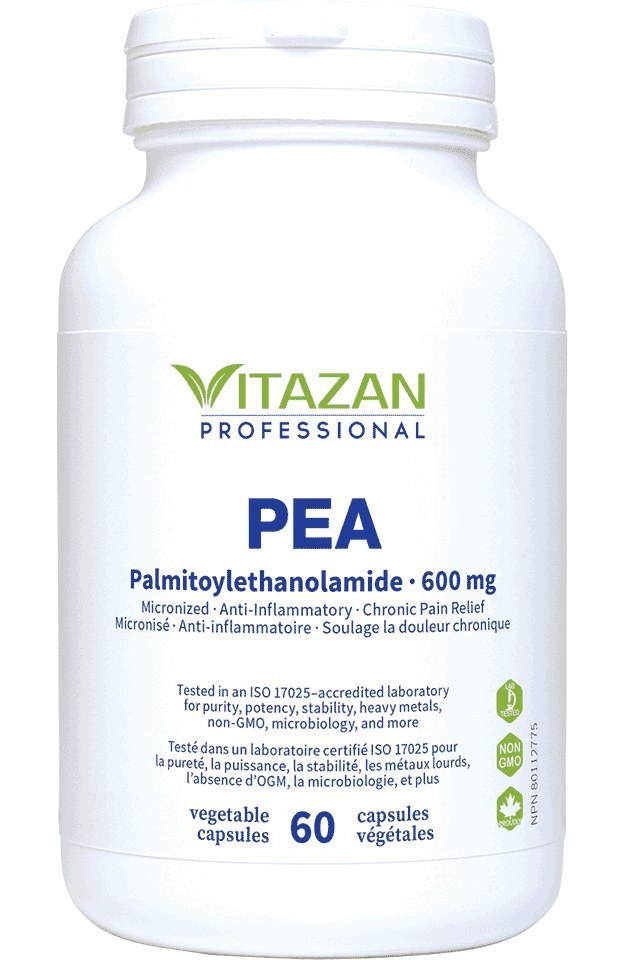 VITAZAN
PROFESSIONAL
PEA
Palmitoylethanolamide · 600 mg
Micronized · Anti-Inflammatory · Chronic Pain Relief
Micronisé · Anti-inflammatoire · Soulage la douleur chronique
Tested in an ISO 17025–accredited laboratory
for purity, potency, stability, heavy metals,
non-GMO, microbiology, and more
Testé dans un laboratoire certifié ISO 17025 pour
la pureté, la puissance, la stabilité, les métaux lourds,
l’absence d’OGM, la microbiologie, et plus
vegetable
capsules
60
capsules
végétales
LAB
TESTED
NON
GMO
PROUDLY
NPN 80112775